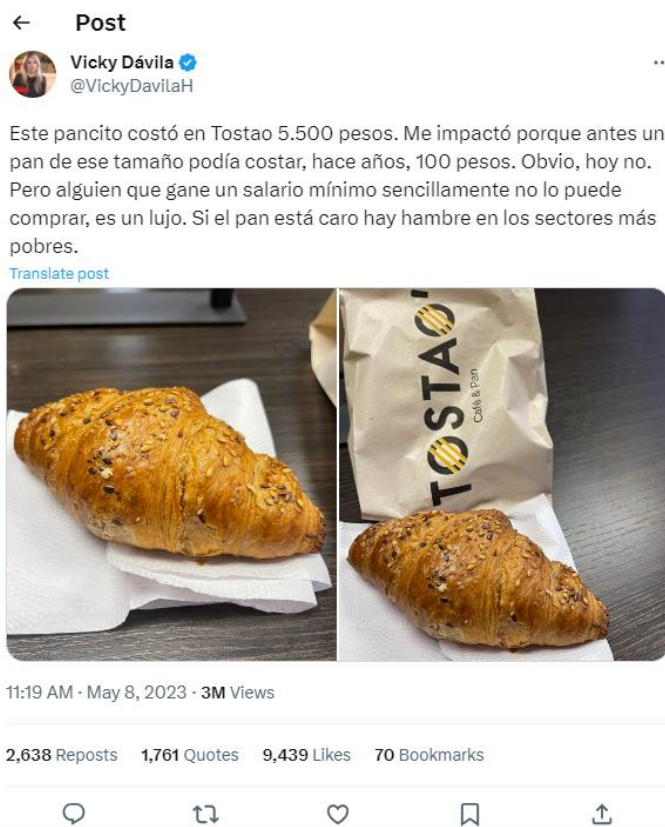 Post
Vicky Dávila
@VickyDavilaH
Este pancito costó en Tostao 5.500 pesos. Me impactó porque antes un
pan de ese tamaño podía costar, hace años, 100 pesos. Obvio, hoy no.
Pero alguien que gane un salario mínimo sencillamente no lo puede
comprar, es un lujo. Si el pan está caro hay hambre en los sectores más
pobres.
Translate post
TOSTAO'
Café & Pan
11:19 AM · May 8, 2023 · 3M Views
2,638 Reposts 1,761 Quotes 9,439 Likes 70 Bookmarks